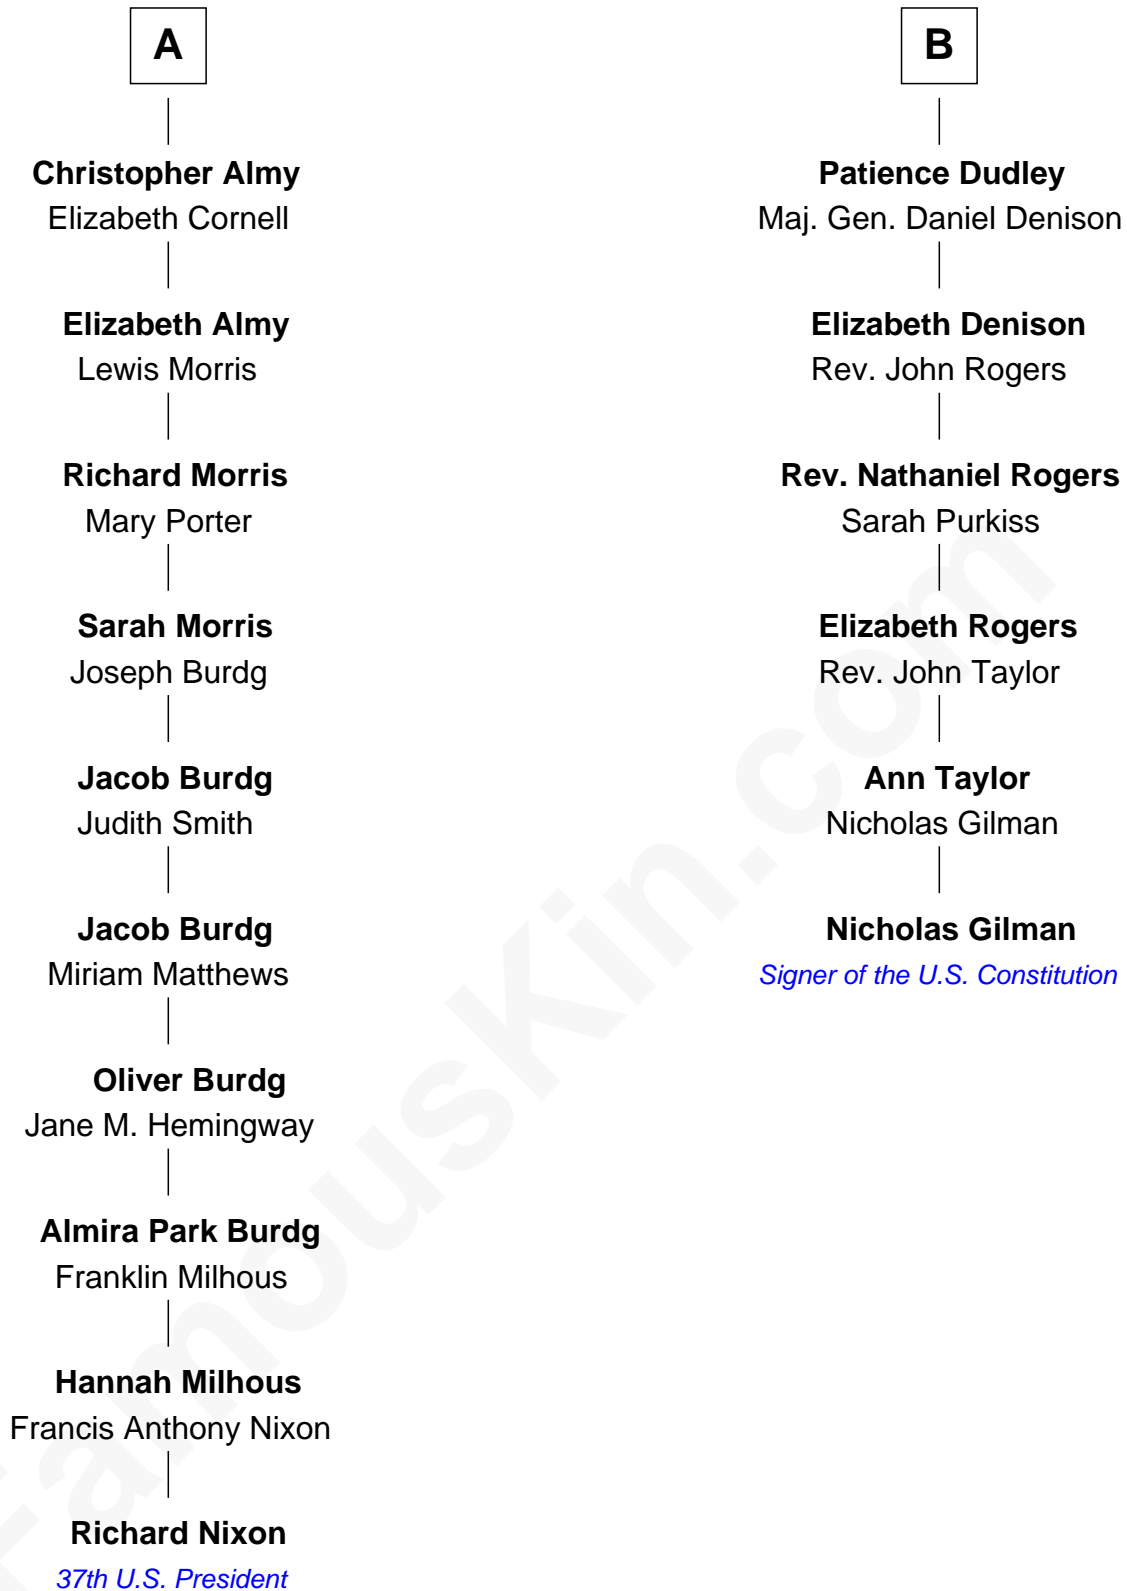 A
Christopher Almy
Elizabeth Cornell
Elizabeth Almy
Lewis Morris
Richard Morris
Mary Porter
Sarah Morris
Joseph Burdg
Jacob Burdg
Judith Smith
Jacob Burdg
Miriam Matthews
Oliver Burdg
Jane M. Hemingway
Almira Park Burdg
Franklin Milhous
Hannah Milhous
Francis Anthony Nixon
Richard Nixon
37th U.S. President
B
Patience Dudley
Maj. Gen. Daniel Denison
Elizabeth Denison
Rev. John Rogers
Rev. Nathaniel Rogers
Sarah Purkiss
Elizabeth Rogers
Rev. John Taylor
Ann Taylor
Nicholas Gilman
Nicholas Gilman
Signer of the U.S. Constitution
FamousKin.com